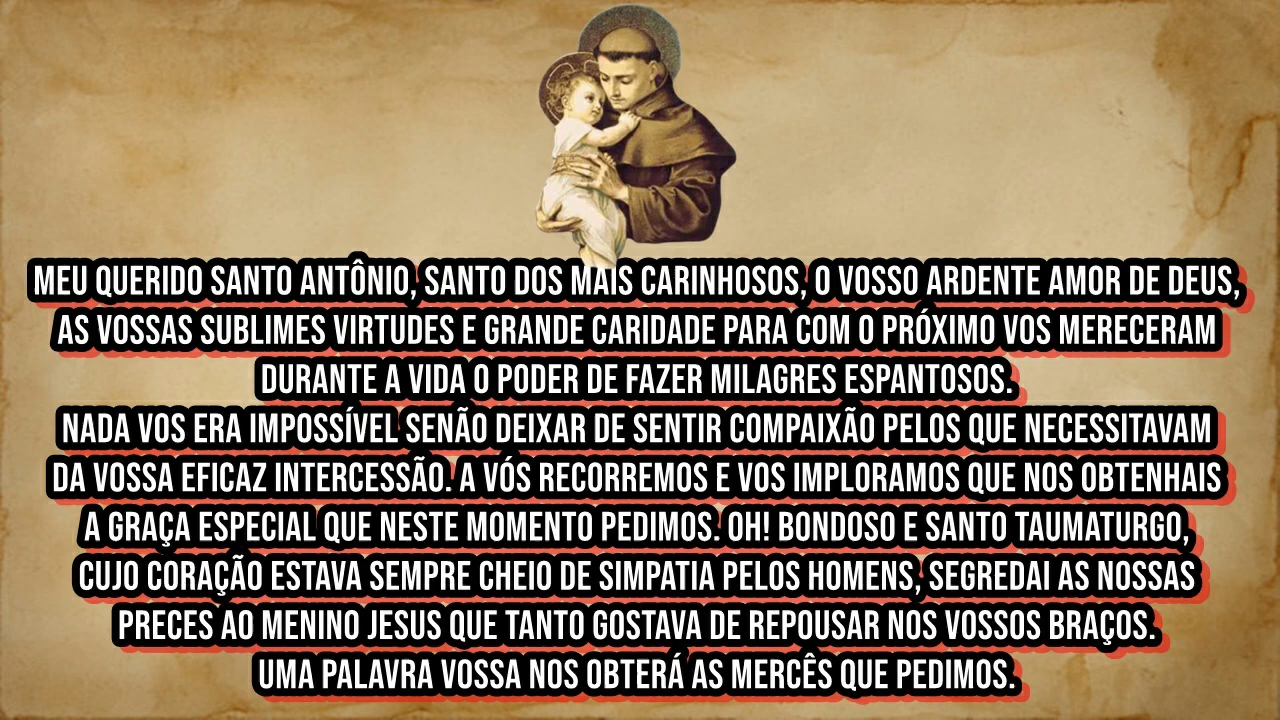 MEU QUERIDO SANTO ANTÔNIO, SANTO DOS MAIS CARINHOSOS, O VOSSO ARDENTE AMOR DE DEUS,
AS VOSSAS SUBLIMES VIRTUDES E GRANDE CARIDADE PARA COM O PRÓXIMO VOS MERECERAM
DURANTE A VIDA O PODER DE FAZER MILAGRES ESPANTOSOS.
NADA VOS ERA IMPOSSÍVEL SENÃO DEIXAR DE SENTIR COMPAIXÃO PELOS QUE NECESSITAVAM
DA VOSSA EFICAZ INTERCESSÃO. A VÓS RECORREMOS E VOS IMPLORAMOS QUE NOS OBTENHAIS
A GRAÇA ESPECIAL QUE NESTE MOMENTO PEDIMOS. OH! BONDOSO E SANTO TAUMATURGO,
CUJO CORAÇÃO ESTAVA SEMPRE CHEIO DE SIMPATIA PELOS HOMENS, SEGREDAI AS NOSSAS
PRECES AO MENINO JESUS QUE TANTO GOSTAVA DE REPOUSAR NOS VOSSOS BRAÇOS.
UMA PALAVRA VOSSA NOS OBTERÁ AS MERCÊS QUE PEDIMOS.